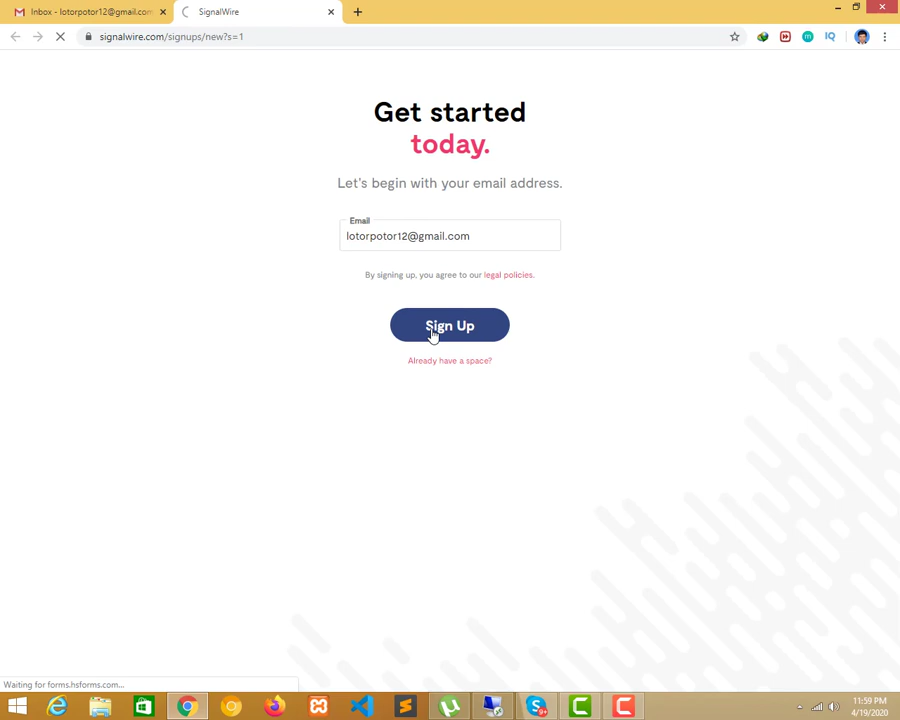 Inbox - lotorpotor12@gmail.com
SignalWire
signalwire.com/signups/new?s=1
IQ
Get started
today.
Let's begin with your email address.
Email
lotorpotor12@gmail.com
By signing up, you agree to our legal policies.
Sign Up
Already have a space?
Waiting for forms.hsforms.com...
11:59 PM
4/19/2020